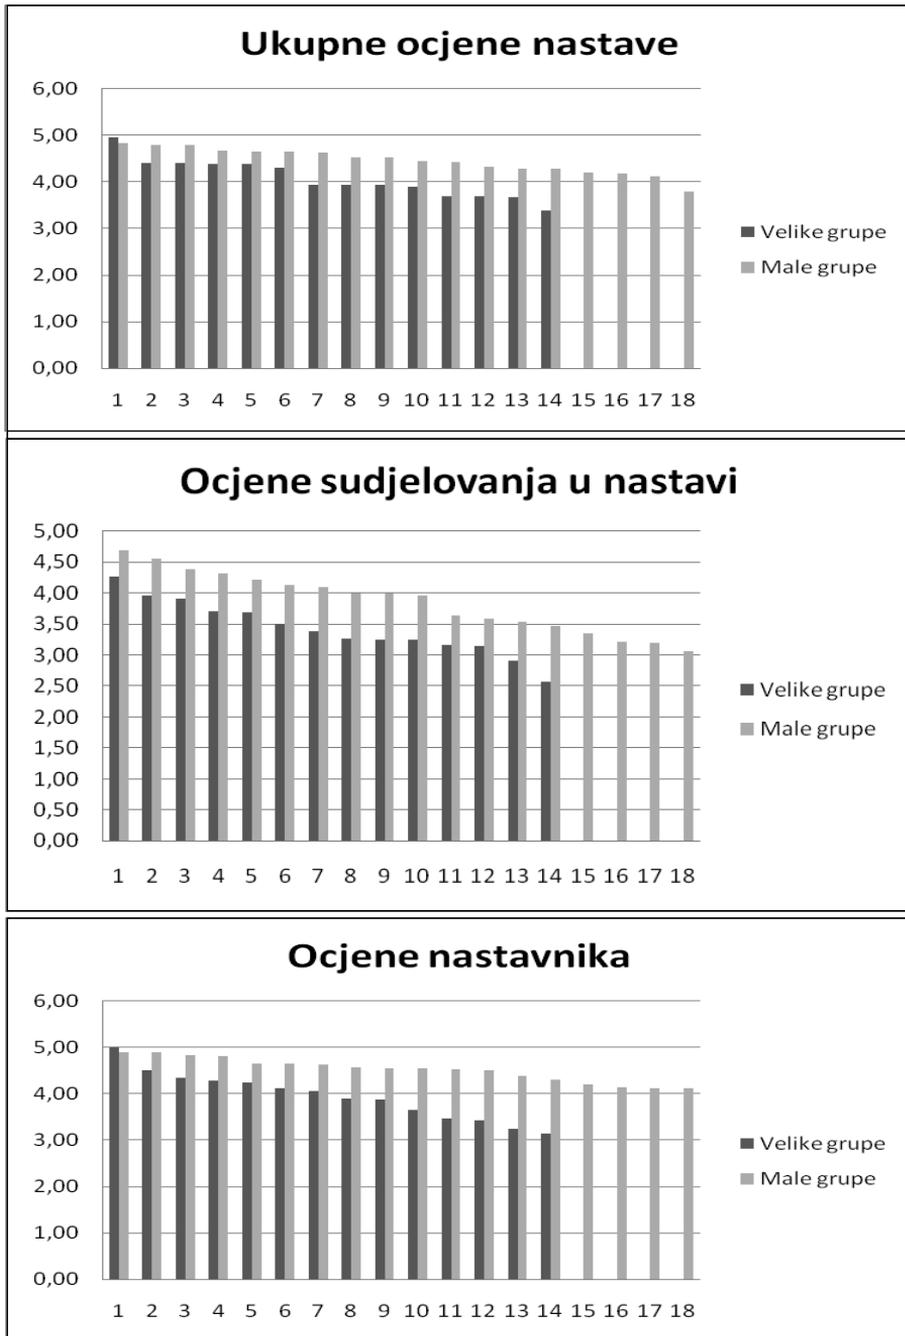 Ukupne ocjene nastave
6,00
5,00
4,00
3,00
2,00
1,00
0,00
1 2 3 4 5 6 7 8 9 10 11 12 13 14 15 16 17 18
Velike grupe
Male grupe
Ocjene sudjelovanja u nastavi
5,00
4,50
4,00
3,50
3,00
2,50
2,00
1,50
1,00
0,50
0,00
1 2 3 4 5 6 7 8 9 10 11 12 13 14 15 16 17 18
Velike grupe
Male grupe
Ocjene nastavnika
6,00
5,00
4,00
3,00
2,00
1,00
0,00
1 2 3 4 5 6 7 8 9 10 11 12 13 14 15 16 17 18
Velike grupe
Male grupe